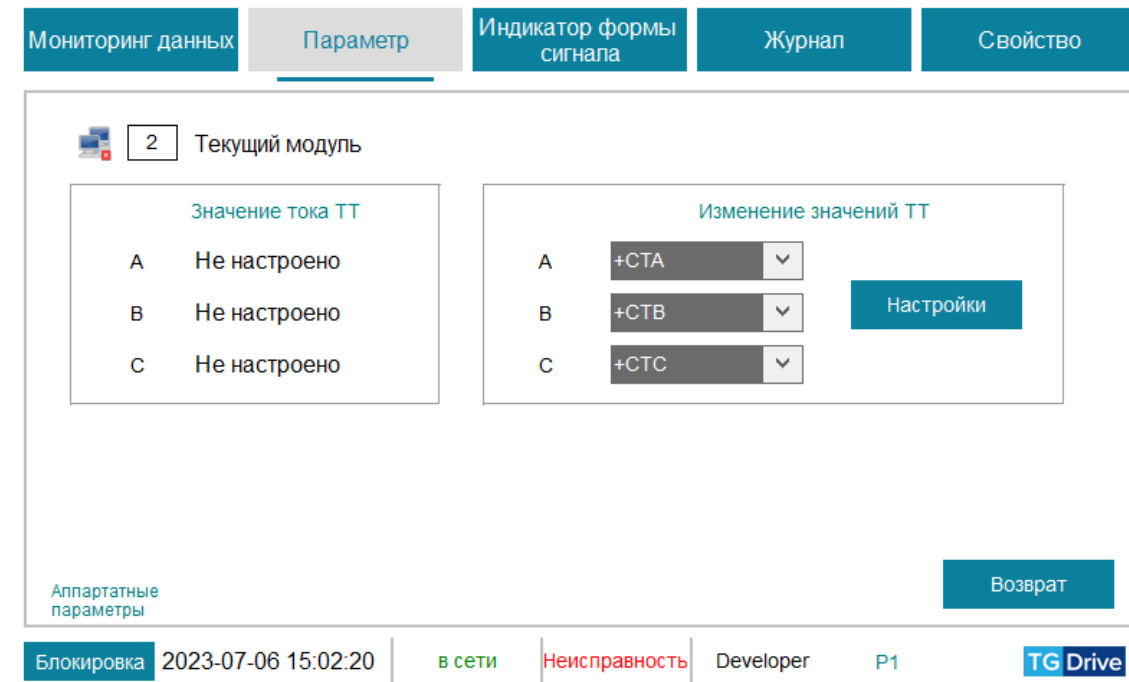 Мониторинг данных
Параметр
Индикатор формы
сигнала
Журнал
Свойство
2 Текущий модуль
Значение тока ТТ
A Не настроено
B Не настроено
C Не настроено
Изменение значений ТТ
A +CTA
B +CTB
C +CTC
Настройки
Аппартатные
параметры
Возврат
Блокировка 2023-07-06 15:02:20 в сети Неисправность Developer P1 TG Drive